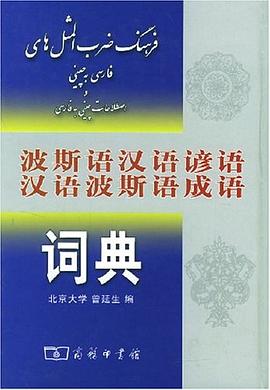 فرهنگ ضرب المثل های
فارسی به چینی
و
اصطلاحات چینی به فارسی
波斯语汉语谚语
汉语波斯语成语
词典
北京大学 曾延生 编
商务印书馆